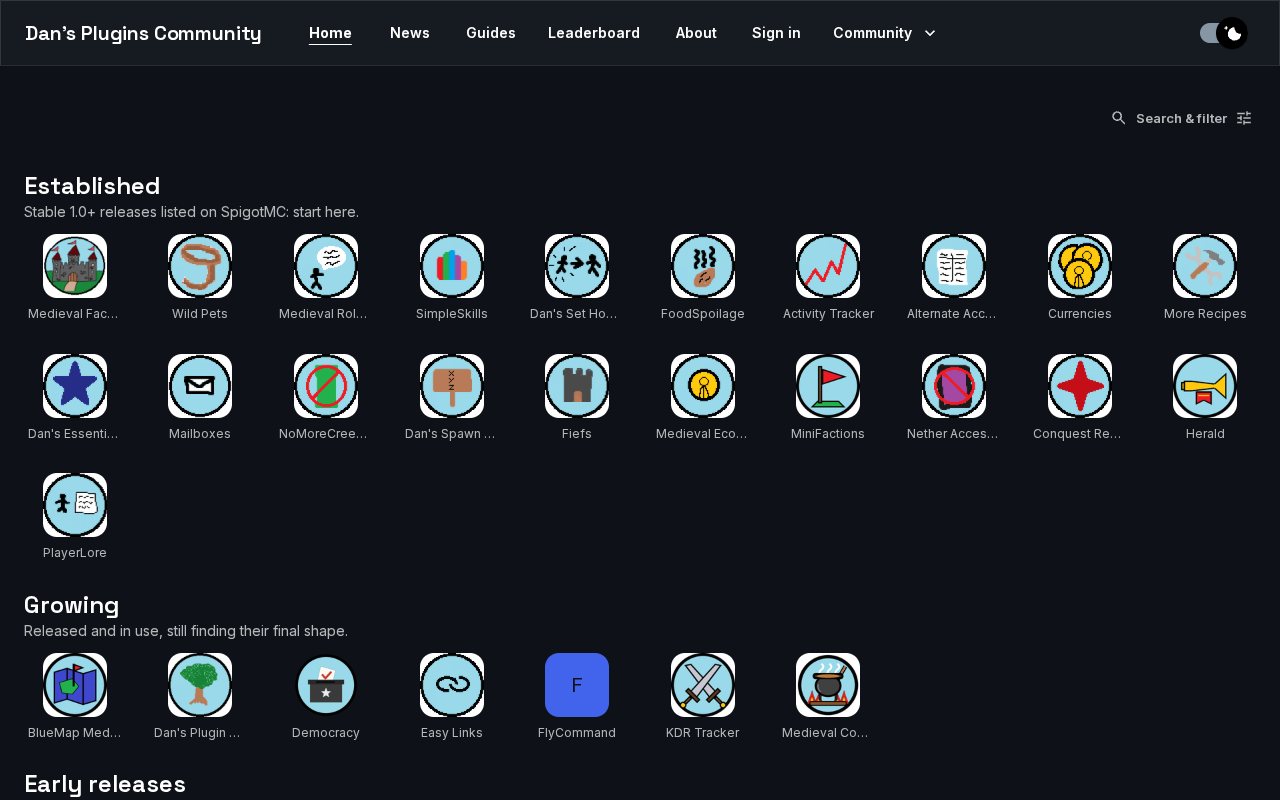 Dan's Plugins Community Home News Guides Leaderboard About Sign in Community
Search & filter
Established
Stable 1.0+ releases listed on SpigotMC: start here.
Medieval Fac… Wild Pets Medieval Rol… SimpleSkills Dan's Set Ho… FoodSpoilage Activity Tracker Alternate Acc… Currencies More Recipes
Dan's Essenti… Mailboxes NoMoreCree… Dan's Spawn … Fiefs Medieval Eco… MiniFactions Nether Acces… Conquest Re… Herald
PlayerLore
Growing
Released and in use, still finding their final shape.
F
BlueMap Med… Dan's Plugin … Democracy Easy Links FlyCommand KDR Tracker Medieval Co…
Early releases